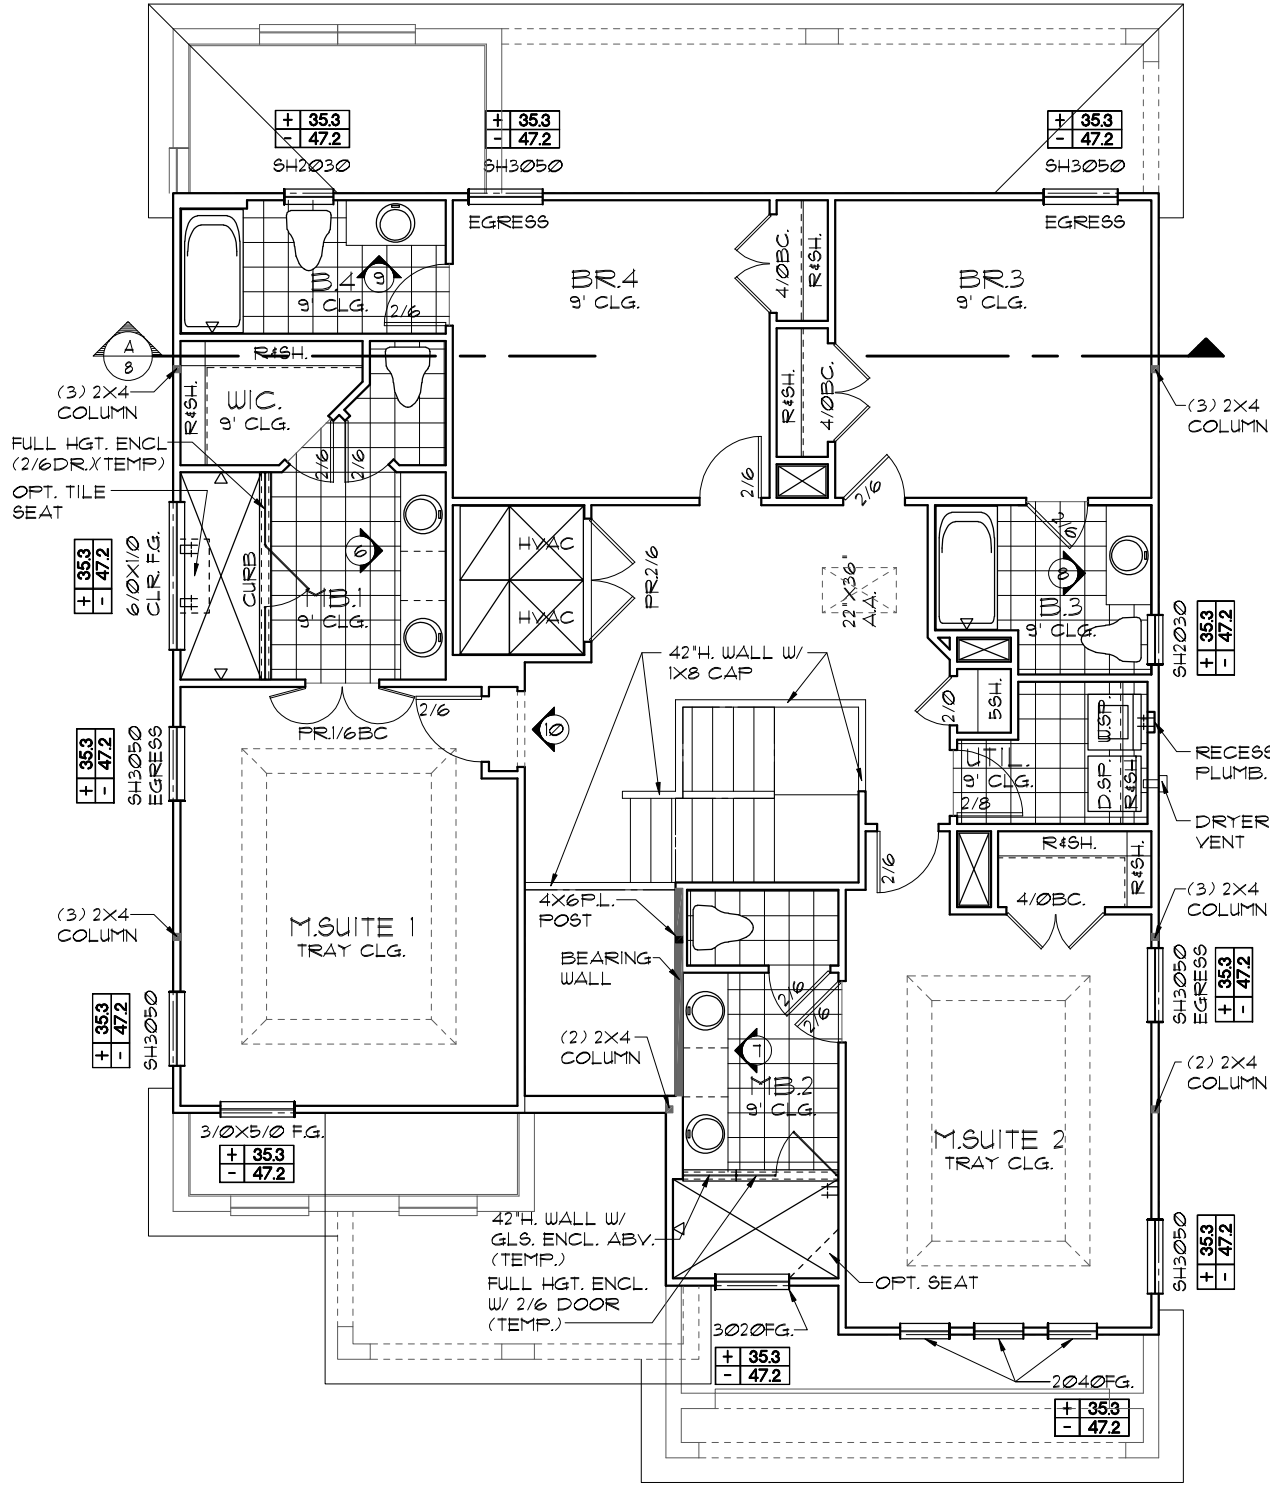 + 35.3
- 47.2
SH2030
+ 35.3
- 47.2
SH3050
+ 35.3
- 47.2
SH3050
EGRESS
EGRESS
B.4
9' CLG.
9
2/6
BR.4
9' CLG.
4/0BC.
R&SH.
BR.3
9' CLG.
A
8
R&SH.
R&SH.
WIC.
9' CLG.
(3) 2X4
COLUMN
R&SH.
4/0BC.
(3) 2X4
COLUMN
FULL HGT. ENCL
(2/6DR.)(TEMP)
2/6
2/6
OPT. TILE
SEAT
2/6
2/6
+ 35.3
- 47.2
6/0X1/0
CLR. F.G.
CURB
6
MB.1
9' CLG.
HVAC
HVAC
PR.2/6
22"X36"
A.A.
2/6
8
B.3
9' CLG.
SH2030
+ 35.3
- 47.2
42"H. WALL W/
1X8 CAP
2/0
5SH.
W.SP.
PR.1/6BC
2/6
10
+ 35.3
- 47.2
SH3050
EGRESS
UTIL.
9' CLG.
2/8
D.SP.
R&SH.
RECESS
PLUMB.
DRYER
VENT
R&SH.
R&SH.
2/6
4/0BC.
(3) 2X4
COLUMN
M.SUITE 1
TRAY CLG.
4X6P.L.
POST
(3) 2X4
COLUMN
BEARING
WALL
2/6
2/6
SH3050
EGRESS
+ 35.3
- 47.2
+ 35.3
- 47.2
SH3050
(2) 2X4
COLUMN
7
MB.2
9' CLG.
(2) 2X4
COLUMN
3/0X5/0 F.G.
+ 35.3
- 47.2
M.SUITE 2
TRAY CLG.
42"H. WALL W/
GLS. ENCL. ABV.
(TEMP.)
FULL HGT. ENCL.
W/ 2/6 DOOR
(TEMP.)
OPT. SEAT
SH3050
+ 35.3
- 47.2
3020FG.
+ 35.3
- 47.2
2040FG.
+ 35.3
- 47.2